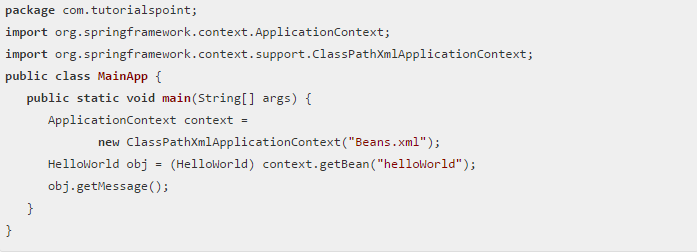 package com.tutorialspoint;
import org.springframework.context.ApplicationContext;
import org.springframework.context.support.ClassPathXmlApplicationContext;
public class MainApp {
   public static void main(String[] args) {
      ApplicationContext context =
             new ClassPathXmlApplicationContext("Beans.xml");
      HelloWorld obj = (HelloWorld) context.getBean("helloWorld");
      obj.getMessage();
   }
}